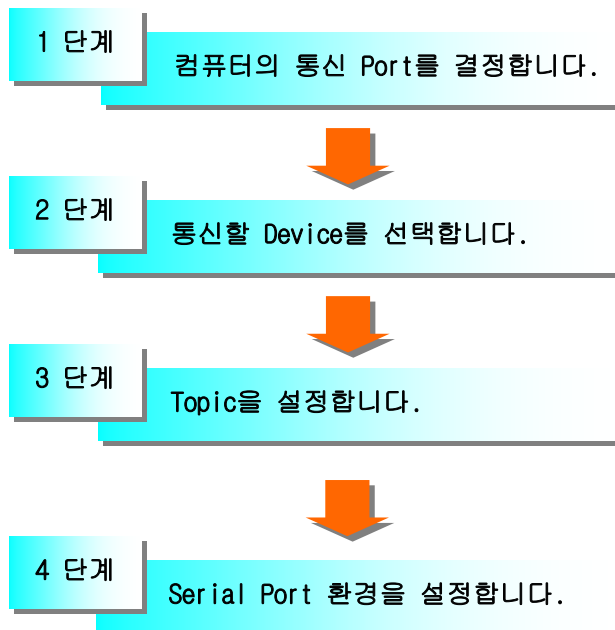 1 단계
컴퓨터의 통신 Port를 결정합니다.
2 단계
통신할 Device를 선택합니다.
3 단계
Topic을 설정합니다.
4 단계
Serial Port 환경을 설정합니다.